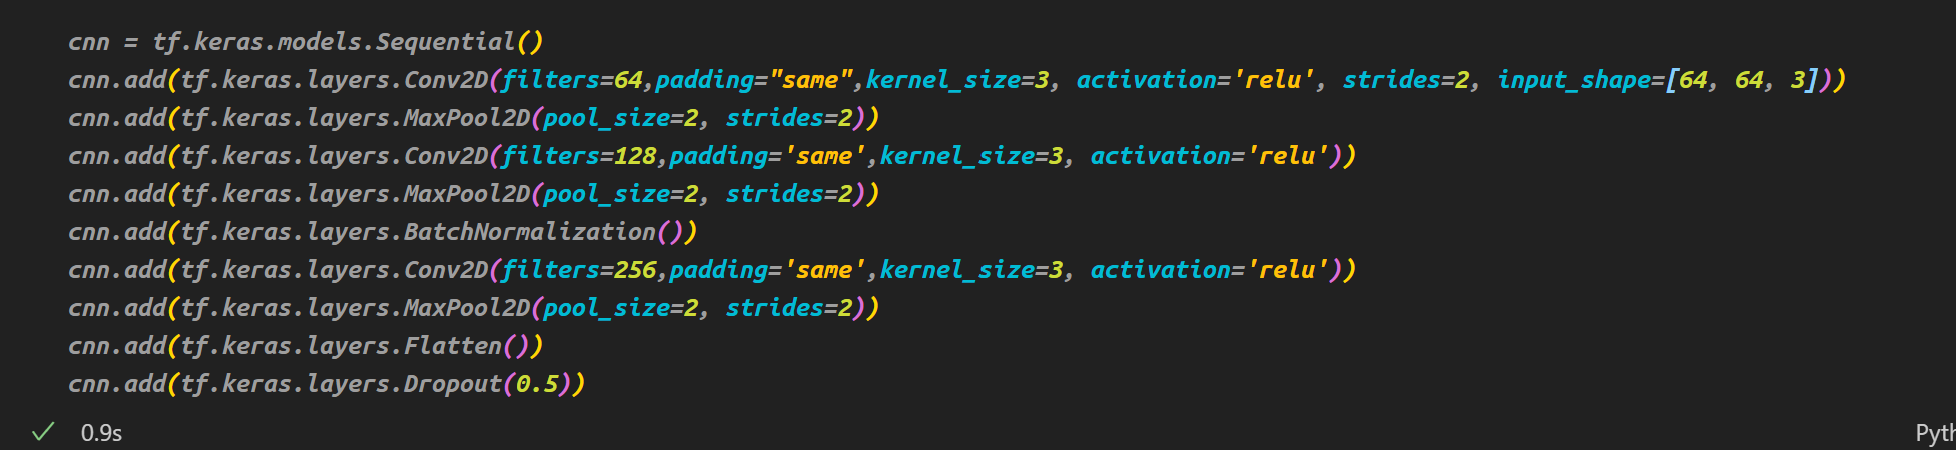 cnn = tf.keras.models.Sequential()
cnn.add(tf.keras.layers.Conv2D(filters=64,padding="same",kernel_size=3, activation='relu', strides=2, input_shape=[64, 64, 3]))
cnn.add(tf.keras.layers.MaxPool2D(pool_size=2, strides=2))
cnn.add(tf.keras.layers.Conv2D(filters=128,padding='same',kernel_size=3, activation='relu'))
cnn.add(tf.keras.layers.MaxPool2D(pool_size=2, strides=2))
cnn.add(tf.keras.layers.BatchNormalization())
cnn.add(tf.keras.layers.Conv2D(filters=256,padding='same',kernel_size=3, activation='relu'))
cnn.add(tf.keras.layers.MaxPool2D(pool_size=2, strides=2))
cnn.add(tf.keras.layers.Flatten())
cnn.add(tf.keras.layers.Dropout(0.5))
0.9s